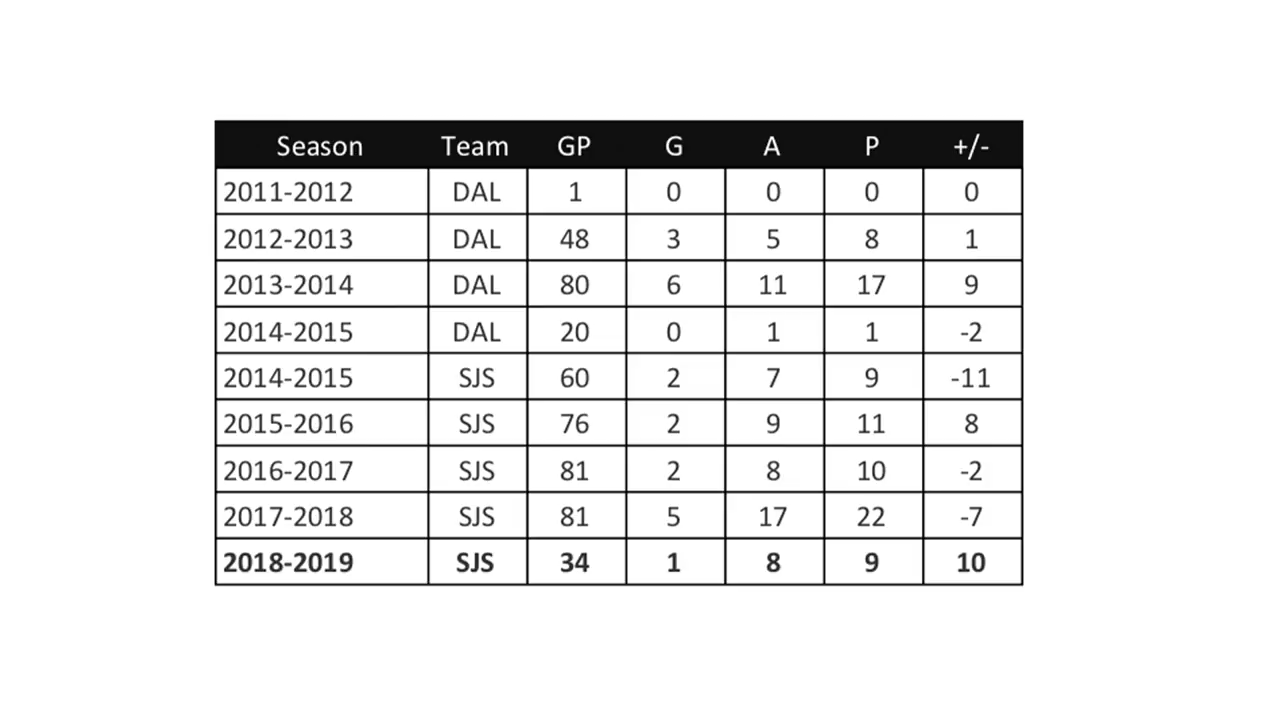 Season Team GP G A P +/-
2011-2012 DAL 1 0 0 0 0
2012-2013 DAL 48 3 5 8 1
2013-2014 DAL 80 6 11 17 9
2014-2015 DAL 20 0 1 1 -2
2014-2015 SJS 60 2 7 9 -11
2015-2016 SJS 76 2 9 11 8
2016-2017 SJS 81 2 8 10 -2
2017-2018 SJS 81 5 17 22 -7
2018-2019 SJS 34 1 8 9 10